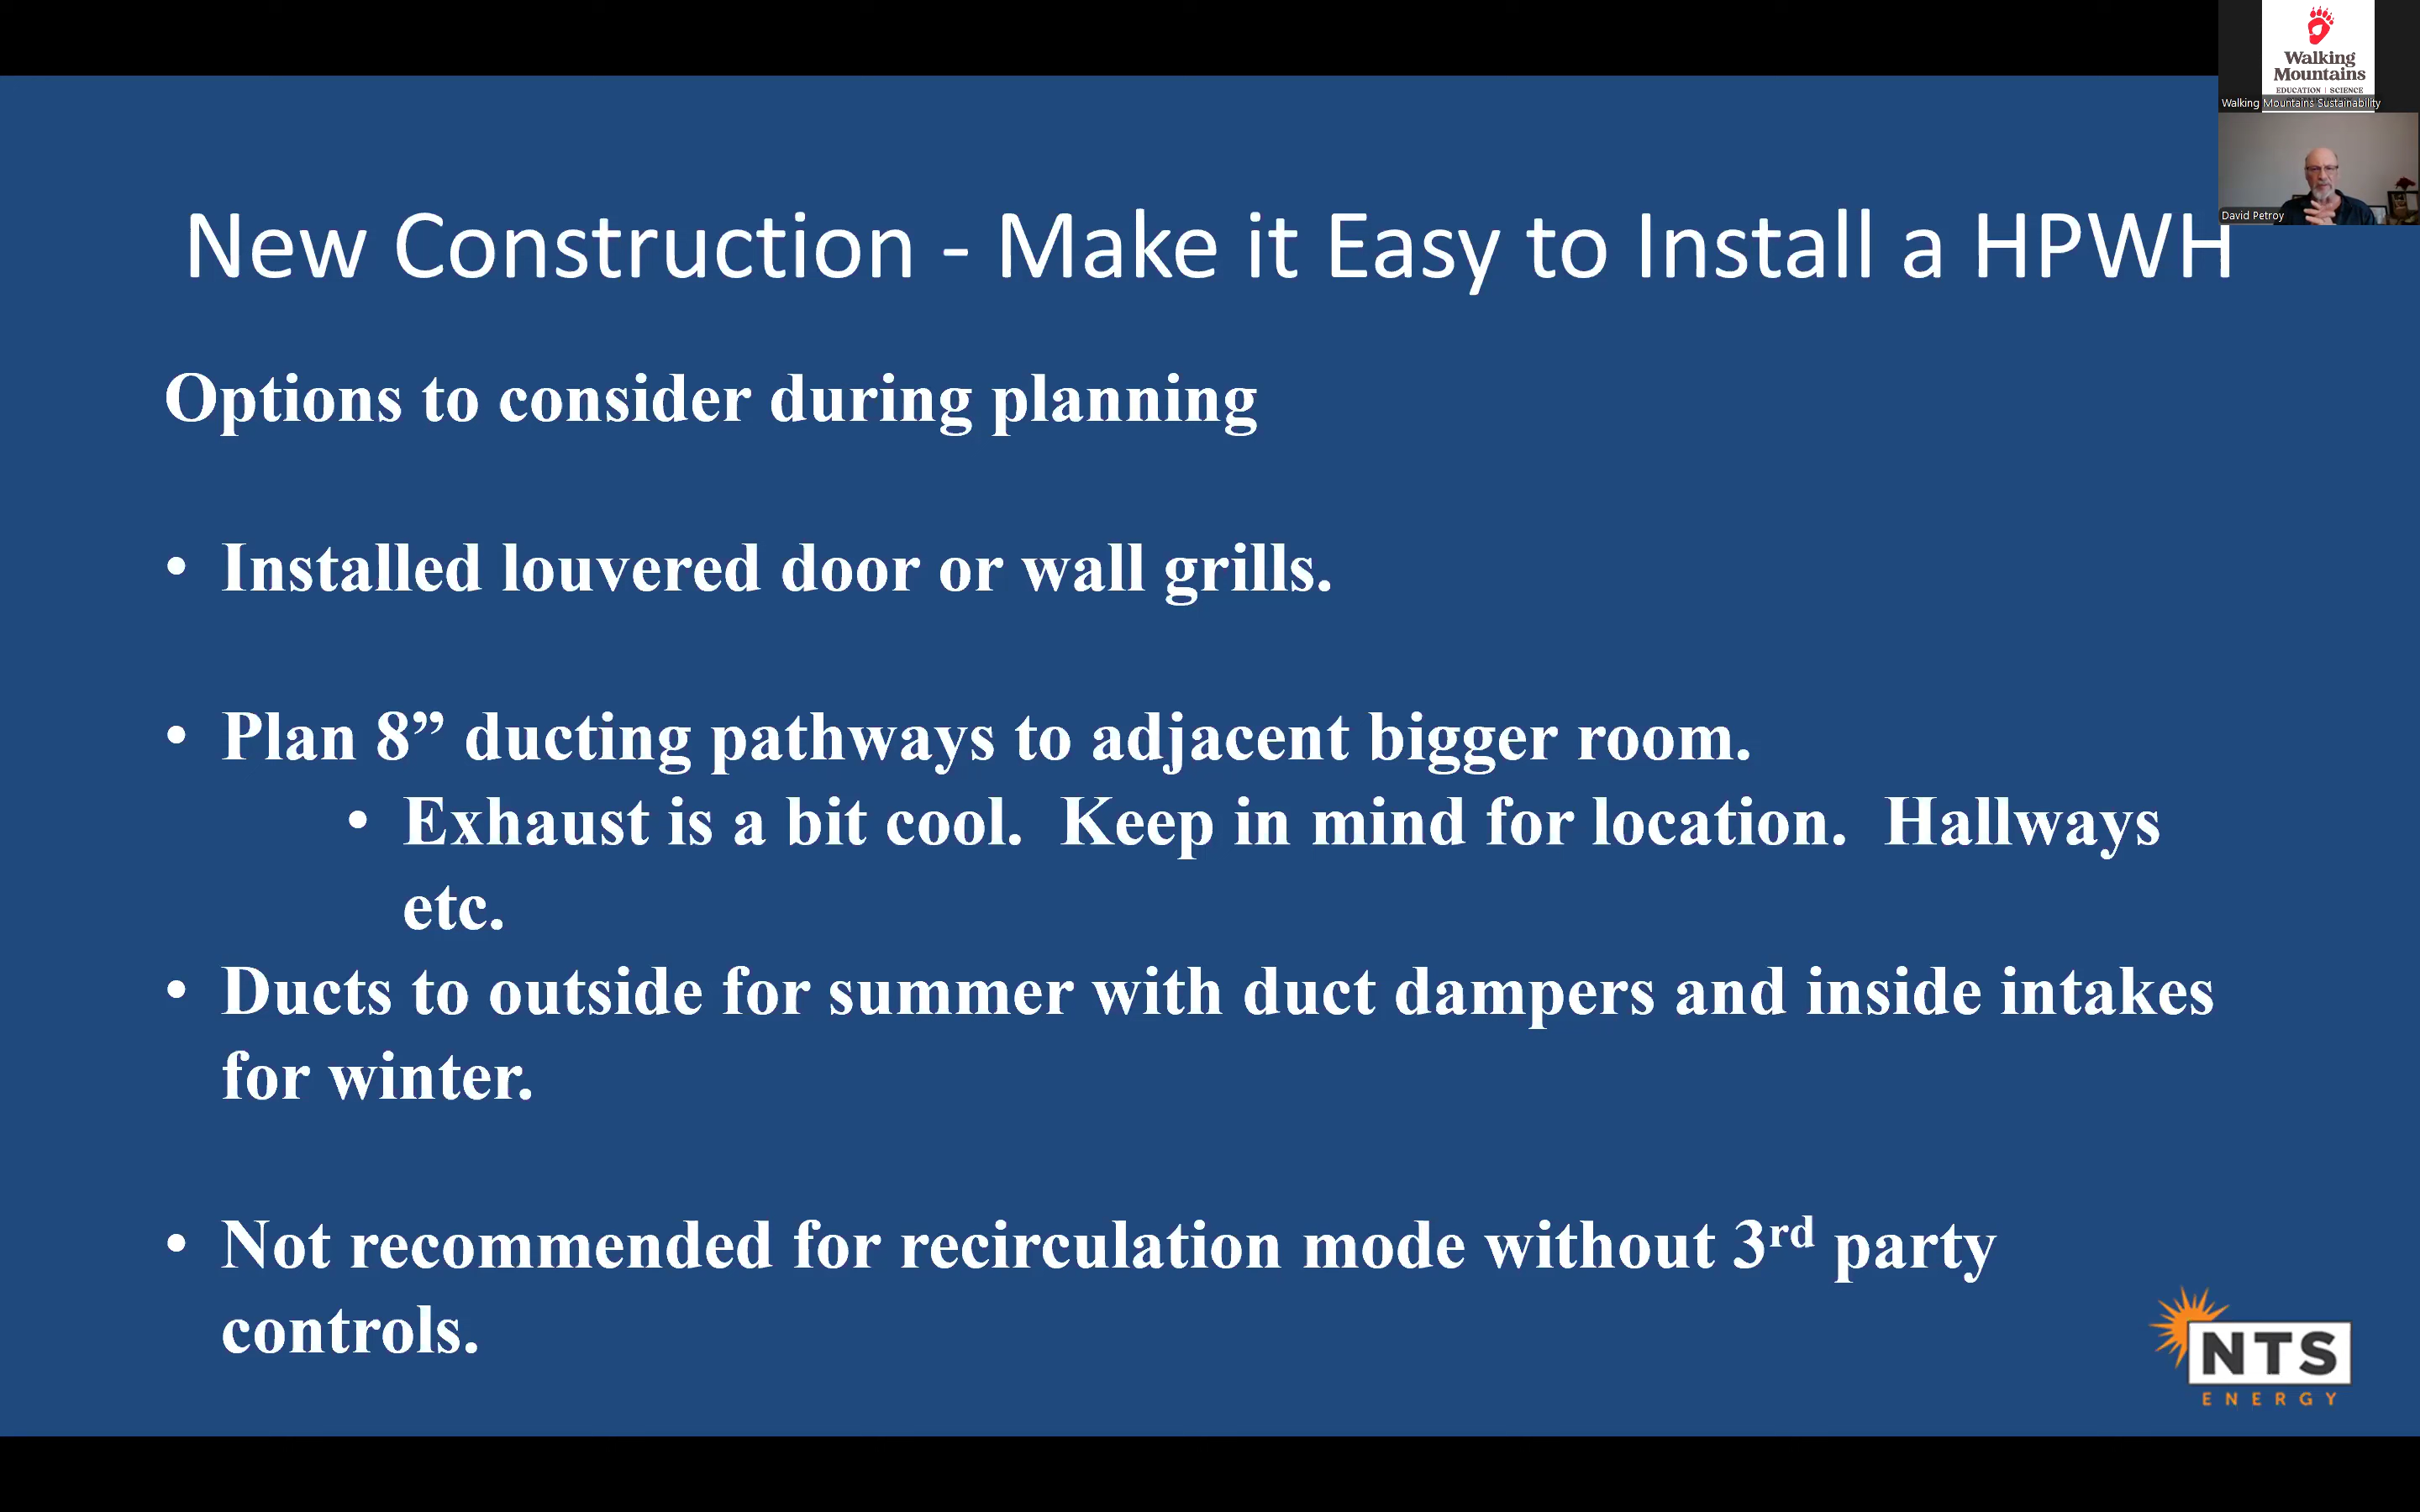 Walking
Mountains
EDUCATION | SCIENCE
Walking Mountains Sustainability
David Petroy
New Construction - Make it Easy to Install a HPWH
Options to consider during planning
• Installed louvered door or wall grills.
• Plan 8” ducting pathways to adjacent bigger room.
• Exhaust is a bit cool.  Keep in mind for location.  Hallways
etc.
• Ducts to outside for summer with duct dampers and inside intakes
for winter.
• Not recommended for recirculation mode without 3rd party
controls.
NTS
ENERGY